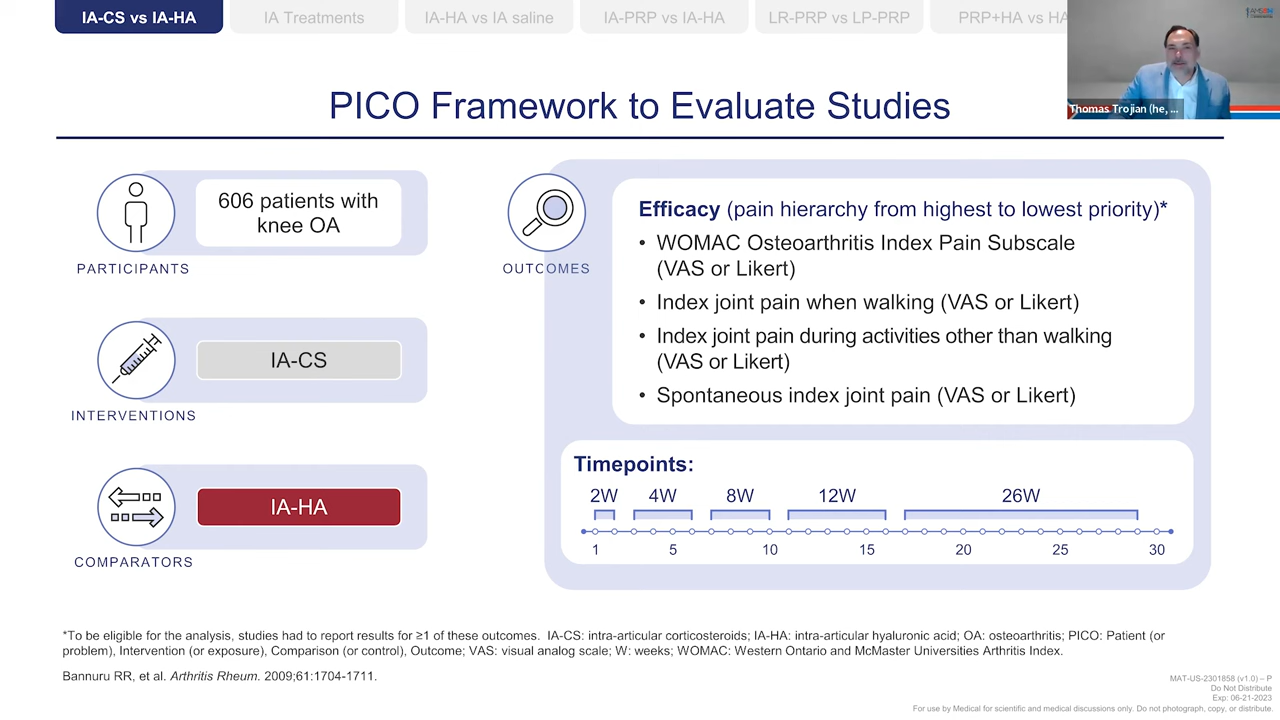 IA-CS vs IA-HA
IA Treatments
IA-HA vs IA saline
IA-PRP vs IA-HA
LR-PRP vs LP-PRP
PRP+HA vs HA
Thomas Trojian (he, ...
PICO Framework to Evaluate Studies
606 patients with
knee OA
PARTICIPANTS
IA-CS
INTERVENTIONS
IA-HA
COMPARATORS
OUTCOMES
Efficacy (pain hierarchy from highest to lowest priority)*
• WOMAC Osteoarthritis Index Pain Subscale
(VAS or Likert)
• Index joint pain when walking (VAS or Likert)
• Index joint pain during activities other than walking
(VAS or Likert)
• Spontaneous index joint pain (VAS or Likert)
Timepoints:
2W 4W 8W 12W 26W
1 5 10 15 20 25 30
*To be eligible for the analysis, studies had to report results for ≥1 of these outcomes. IA-CS: intra-articular corticosteroids; IA-HA: intra-articular hyaluronic acid; OA: osteoarthritis; PICO: Patient (or
problem), Intervention (or exposure), Comparison (or control), Outcome; VAS: visual analog scale; W: weeks; WOMAC: Western Ontario and McMaster Universities Arthritis Index.
Bannuru RR, et al. Arthritis Rheum. 2009;61:1704-1711.
MAT-US-2301858 (v1.0) – P
Do Not Distribute
Exp: 06-21-2023
For use by Medical for scientific and medical discussions only. Do not photograph, copy, or distribute.